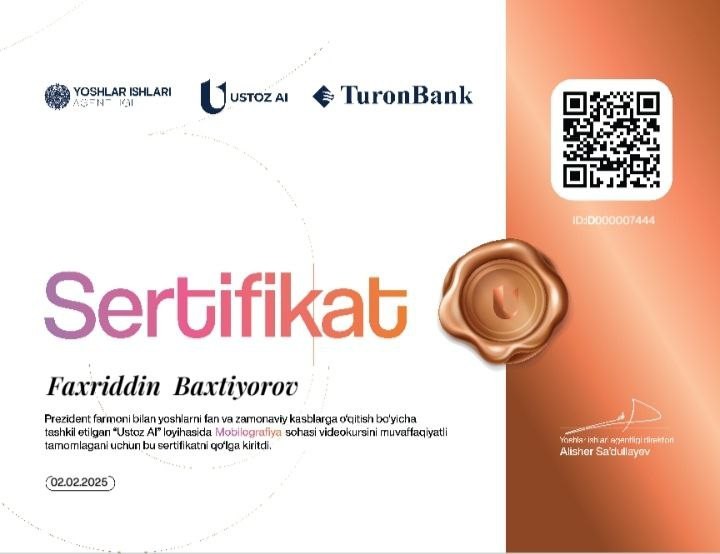 YOSHLAR ISHLARI
AGENTLIGI
USTOZ AI
TuronBank
ID:D000007444
Sertifikat
Faxriddin Baxtiyorov
Prezident farmoni bilan yoshlarni fan va zamonaviy kasblarga o'qitish bo'yicha
tashkil etilgan "Ustoz AI" loyihasida Mobilografiya sohasi videokursini muvaffaqiyatli
tamomlagani uchun bu sertifikatni qo'lga kiritdi.
02.02.2025
Yoshlar ishlari agentligi direktori
Alisher Sa'dullayev